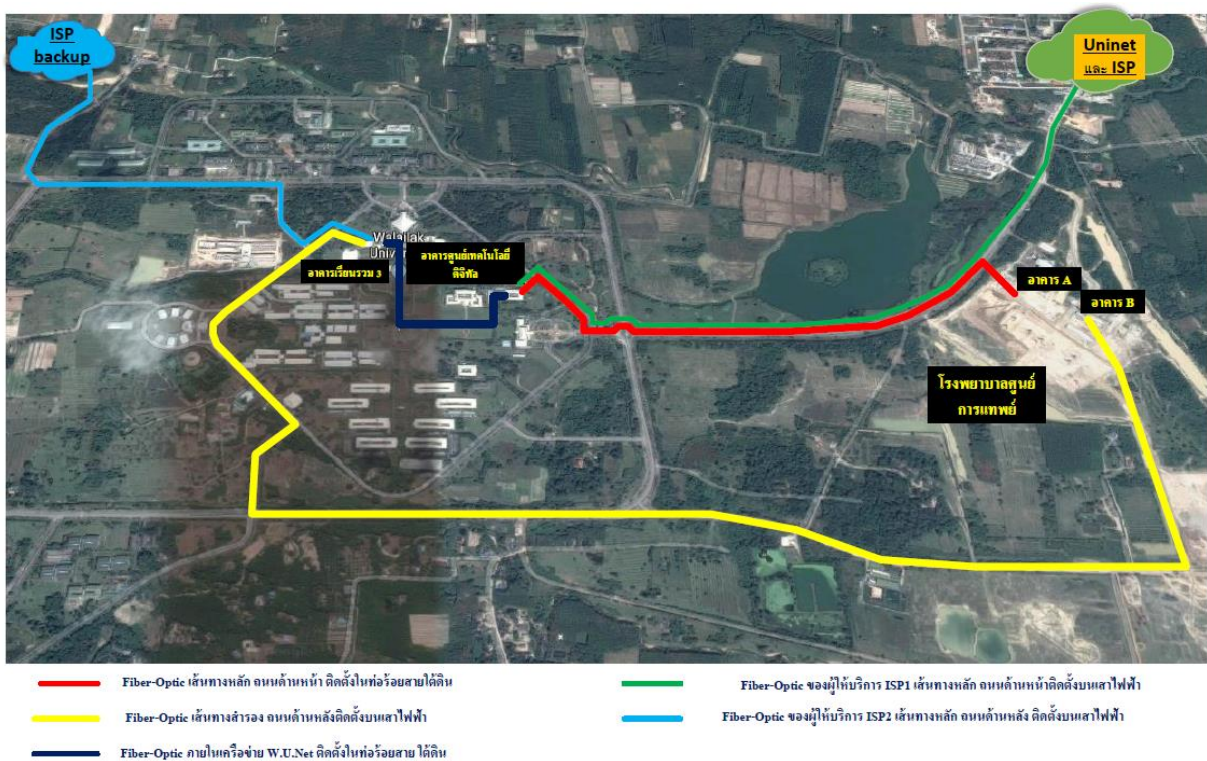 ISP
backup
Uninet
และ ISP
Walailak
Univer
อาคารศูนย์เทคโนโลยี
ดิจิทัล
อาคารเรียนรวม 3
อาคาร A
อาคาร B
โรงพยาบาลศูนย์
การแพทย์
Fiber-Optic เส้นทางหลัก ถนนด้านหน้า ติดตั้งในท่อร้อยสายใต้ดิน
Fiber-Optic ของผู้ให้บริการ ISP1 เส้นทางหลัก ถนนด้านหน้าติดตั้งบนเสาไฟฟ้า
Fiber-Optic เส้นทางสำรอง ถนนด้านหลังติดตั้งบนเสาไฟฟ้า
Fiber-Optic ของผู้ให้บริการ ISP2 เส้นทางหลัก ถนนด้านหลัง ติดตั้งบนเสาไฟฟ้า
Fiber-Optic ภายในเครือข่าย W.U.Net ติดตั้งในท่อร้อยสาย ใต้ดิน